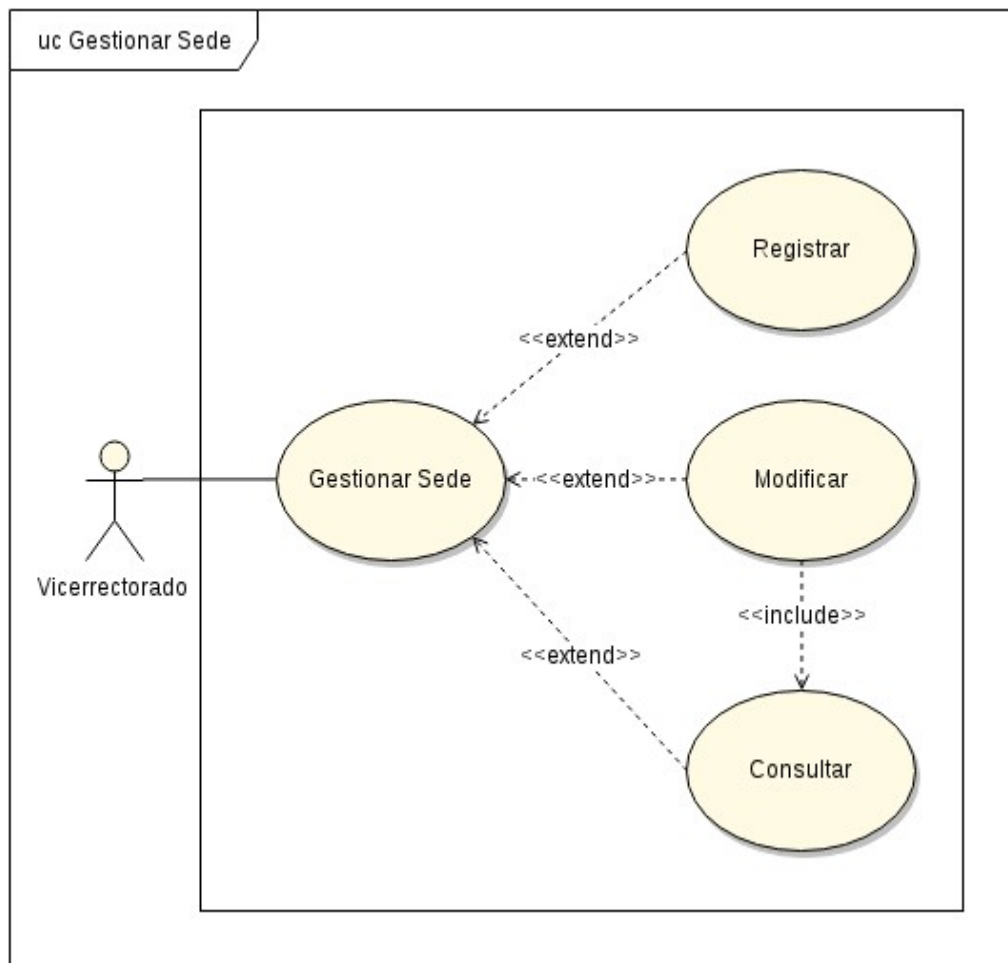 uc Gestionar Sede
Registrar
<<extend>>
Gestionar Sede
<<extend>>
Modificar
Vicerrectorado
<<include>>
<<extend>>
Consultar